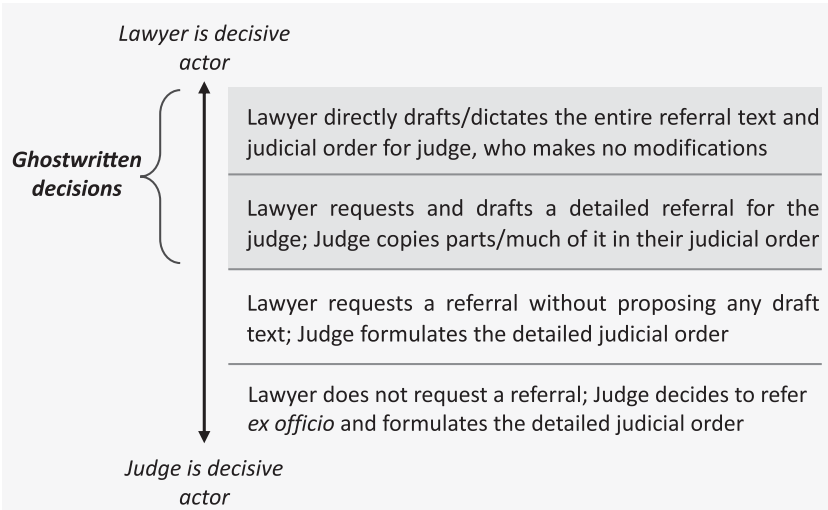 Lawyer is decisive
actor
Lawyer directly drafts/dictates the entire referral text and
judicial order for judge, who makes no modifications
Ghostwritten
decisions
Lawyer requests and drafts a detailed referral for the
judge; Judge copies parts/much of it in their judicial order
Lawyer requests a referral without proposing any draft
text; Judge formulates the detailed judicial order
Lawyer does not request a referral; Judge decides to refer
ex officio and formulates the detailed judicial order
Judge is decisive
actor